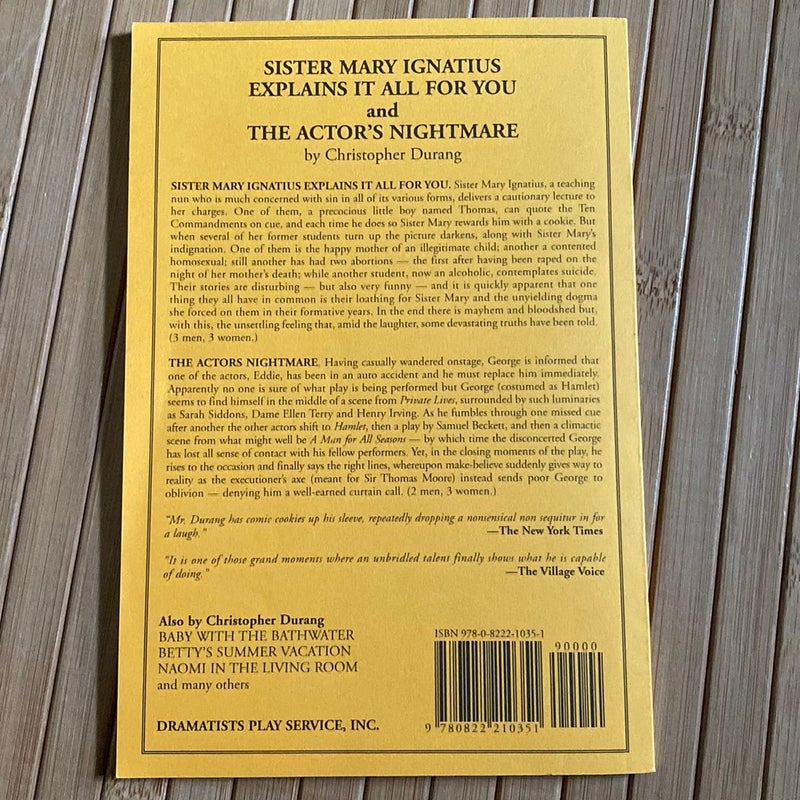 SISTER MARY IGNATIUS
EXPLAINS IT ALL FOR YOU
and
THE ACTOR'S NIGHTMARE
by Christopher Durang
SISTER MARY IGNATIUS EXPLAINS IT ALL FOR YOU. Sister Mary Ignatius, a teaching
nun who is much concerned with sin in all of its various forms, delivers a cautionary lecture to
her charges. One of them, a precocious little boy named Thomas, can quote the Ten
Commandments on cue, and each time he does so Sister Mary rewards him with a cookie. But
when several of her former students turn up the picture darkens, along with Sister Mary's
indignation. One of them is the happy mother of an illegitimate child; another a contented
homosexual; still another has had two abortions — the first after having been raped on the
night of her mother's death; while another student, now an alcoholic, contemplates suicide.
Their stories are disturbing — but also very funny — and it is quickly apparent that one
thing they all have in common is their loathing for Sister Mary and the unyielding dogma
she forced on them in their formative years. In the end there is mayhem and bloodshed but,
with this, the unsettling feeling that, amid the laughter, some devastating truths have been told.
(3 men, 3 women.)
THE ACTORS NIGHTMARE. Having casually wandered onstage, George is informed that
one of the actors, Eddie, has been in an auto accident and he must replace him immediately.
Apparently no one is sure of what play is being performed but George (costumed as Hamlet)
seems to find himself in the middle of a scene from Private Lives, surrounded by such luminaries
as Sarah Siddons, Dame Ellen Terry and Henry Irving. As he fumbles through one missed cue
after another the other actors shift to Hamlet, then a play by Samuel Beckett, and then a climactic
scene from what might well be A Man for All Seasons — by which time the disconcerted George
has lost all sense of contact with his fellow performers. Yet, in the closing moments of the play, he
rises to the occasion and finally says the right lines, whereupon make-believe suddenly gives way to
reality as the executioner's axe (meant for Sir Thomas Moore) instead sends poor George to
oblivion — denying him a well-earned curtain call. (2 men, 3 women.)
"Mr. Durang has comic cookies up his sleeve, repeatedly dropping a nonsensical non sequitur in for
a laugh." —The New York Times
"It is one of those grand moments where an unbridled talent finally shows what he is capable
of doing." —The Village Voice
Also by Christopher Durang
BABY WITH THE BATHWATER
BETTY'S SUMMER VACATION
NAOMI IN THE LIVING ROOM
and many others
DRAMATISTS PLAY SERVICE, INC.
ISBN 978-0-8222-1035-1
90000
9 780822 210351